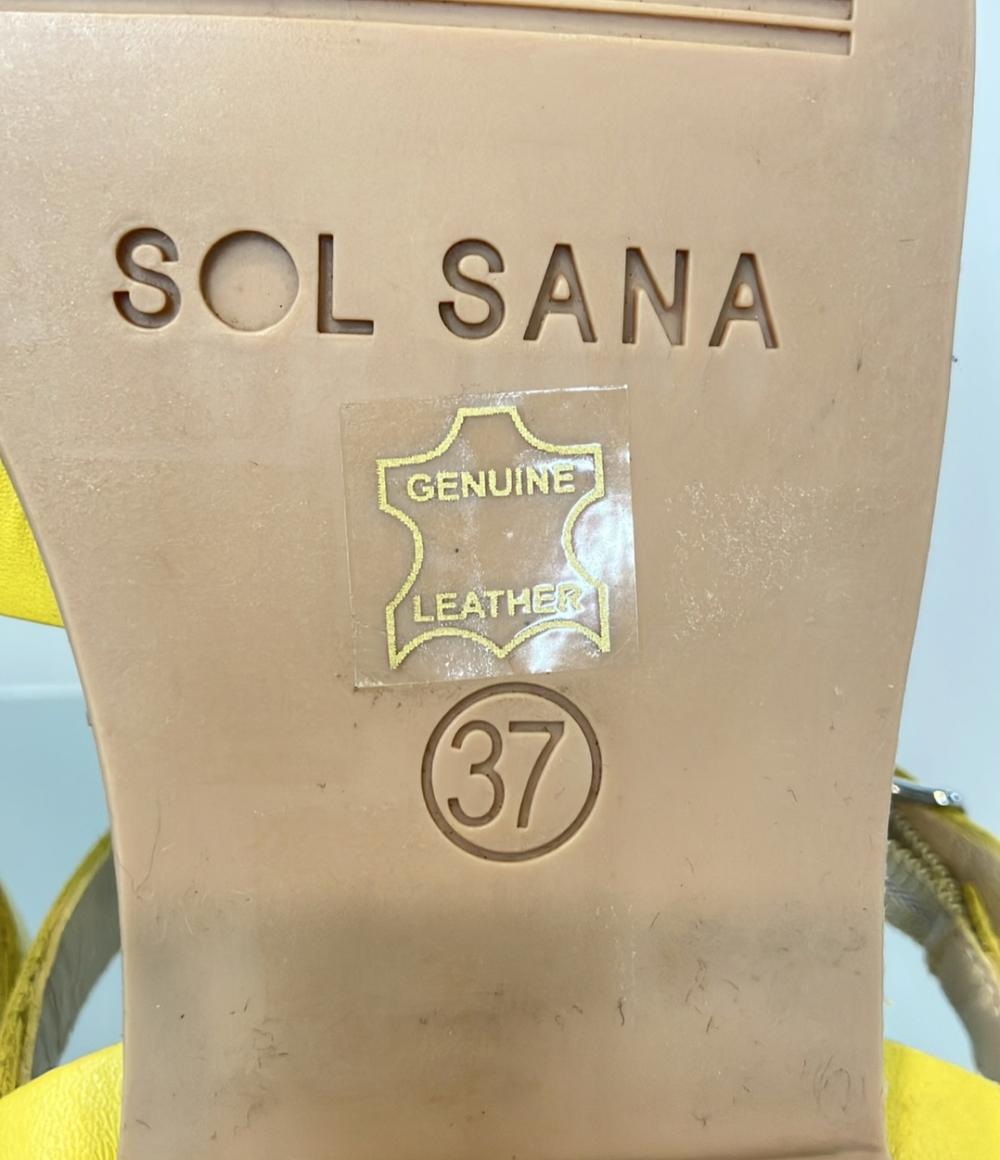 SOL SANA
GENUINE
LEATHER
37